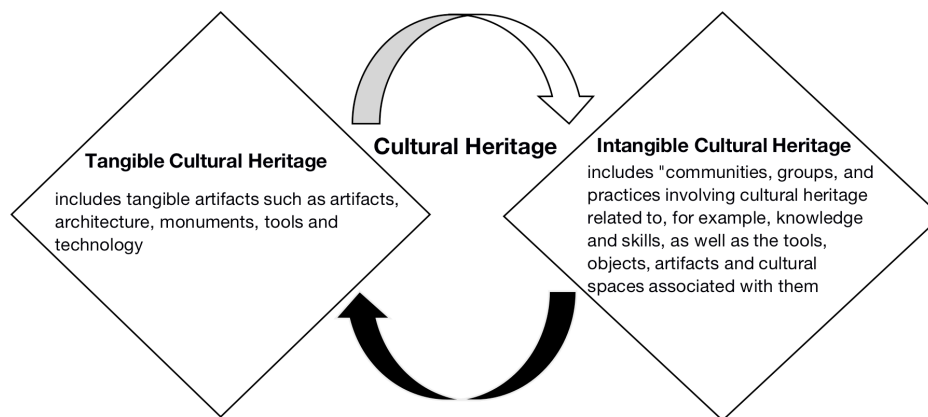 Tangible Cultural Heritage
includes tangible artifacts such as artifacts,
architecture, monuments, tools and
technology
Cultural Heritage
Intangible Cultural Heritage
includes "communities, groups, and
practices involving cultural heritage
related to, for example, knowledge
and skills, as well as the tools,
objects, artifacts and cultural
spaces associated with them